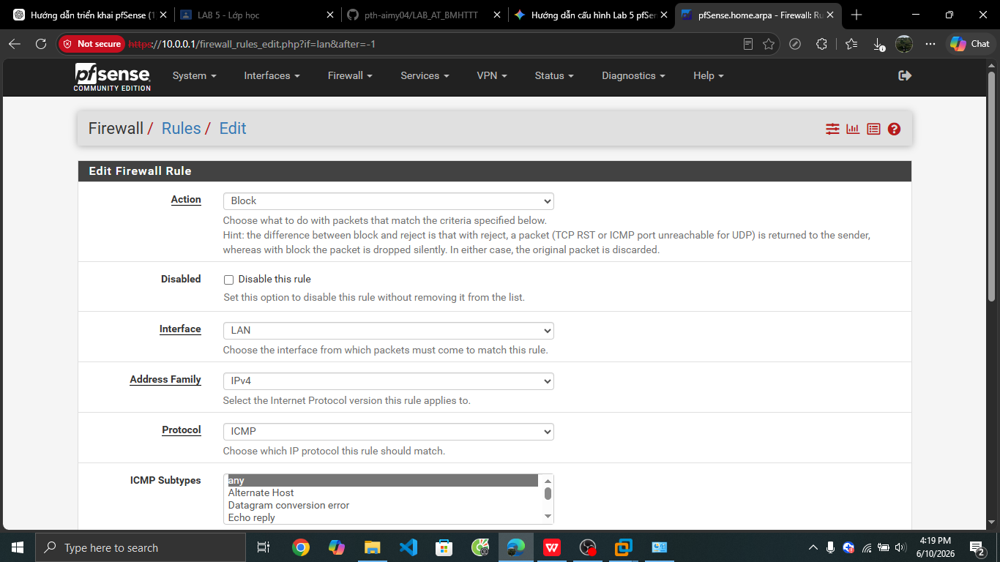 Hướng dẫn triển khai pfSense (1
LAB 5 - Lớp học
pth-aimy04/LAB_AT_BMHTTT
Hướng dẫn cấu hình Lab 5 pfSen
pfSense.home.arpa - Firewall: Ru
Not secure
https://10.0.0.1/firewall_rules_edit.php?if=lan&after=-1
Chat
pfsense
COMMUNITY EDITION
System
Interfaces
Firewall
Services
VPN
Status
Diagnostics
Help
Firewall / Rules / Edit
Edit Firewall Rule
Action
Block
Choose what to do with packets that match the criteria specified below.
Hint: the difference between block and reject is that with reject, a packet (TCP RST or ICMP port unreachable for UDP) is returned to the sender,
whereas with block the packet is dropped silently. In either case, the original packet is discarded.
Disabled
Disable this rule
Set this option to disable this rule without removing it from the list.
Interface
LAN
Choose the interface from which packets must come to match this rule.
Address Family
IPv4
Select the Internet Protocol version this rule applies to.
Protocol
ICMP
Choose which IP protocol this rule should match.
ICMP Subtypes
any
Alternate Host
Datagram conversion error
Echo reply
Type here to search
4:19 PM
6/10/2026
2